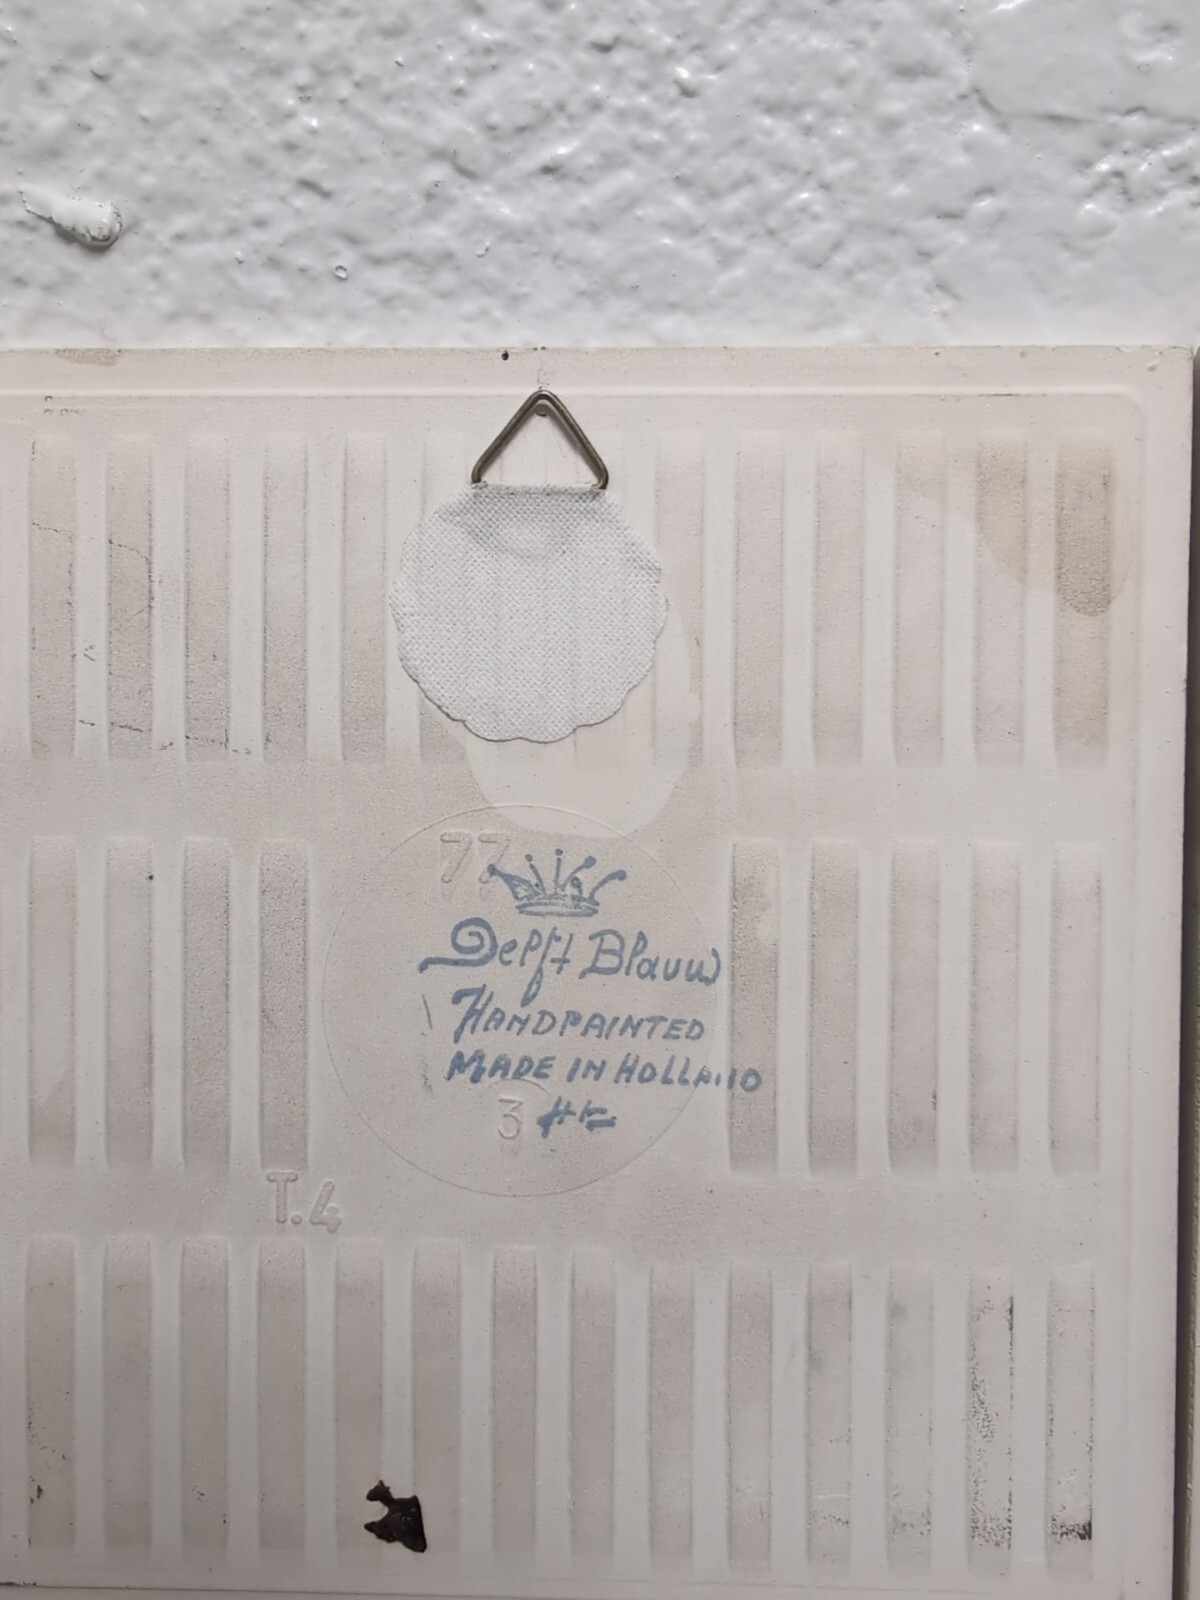 77
Delft Blauw
HANDPAINTED
MADE IN HOLLAND
3
T.4